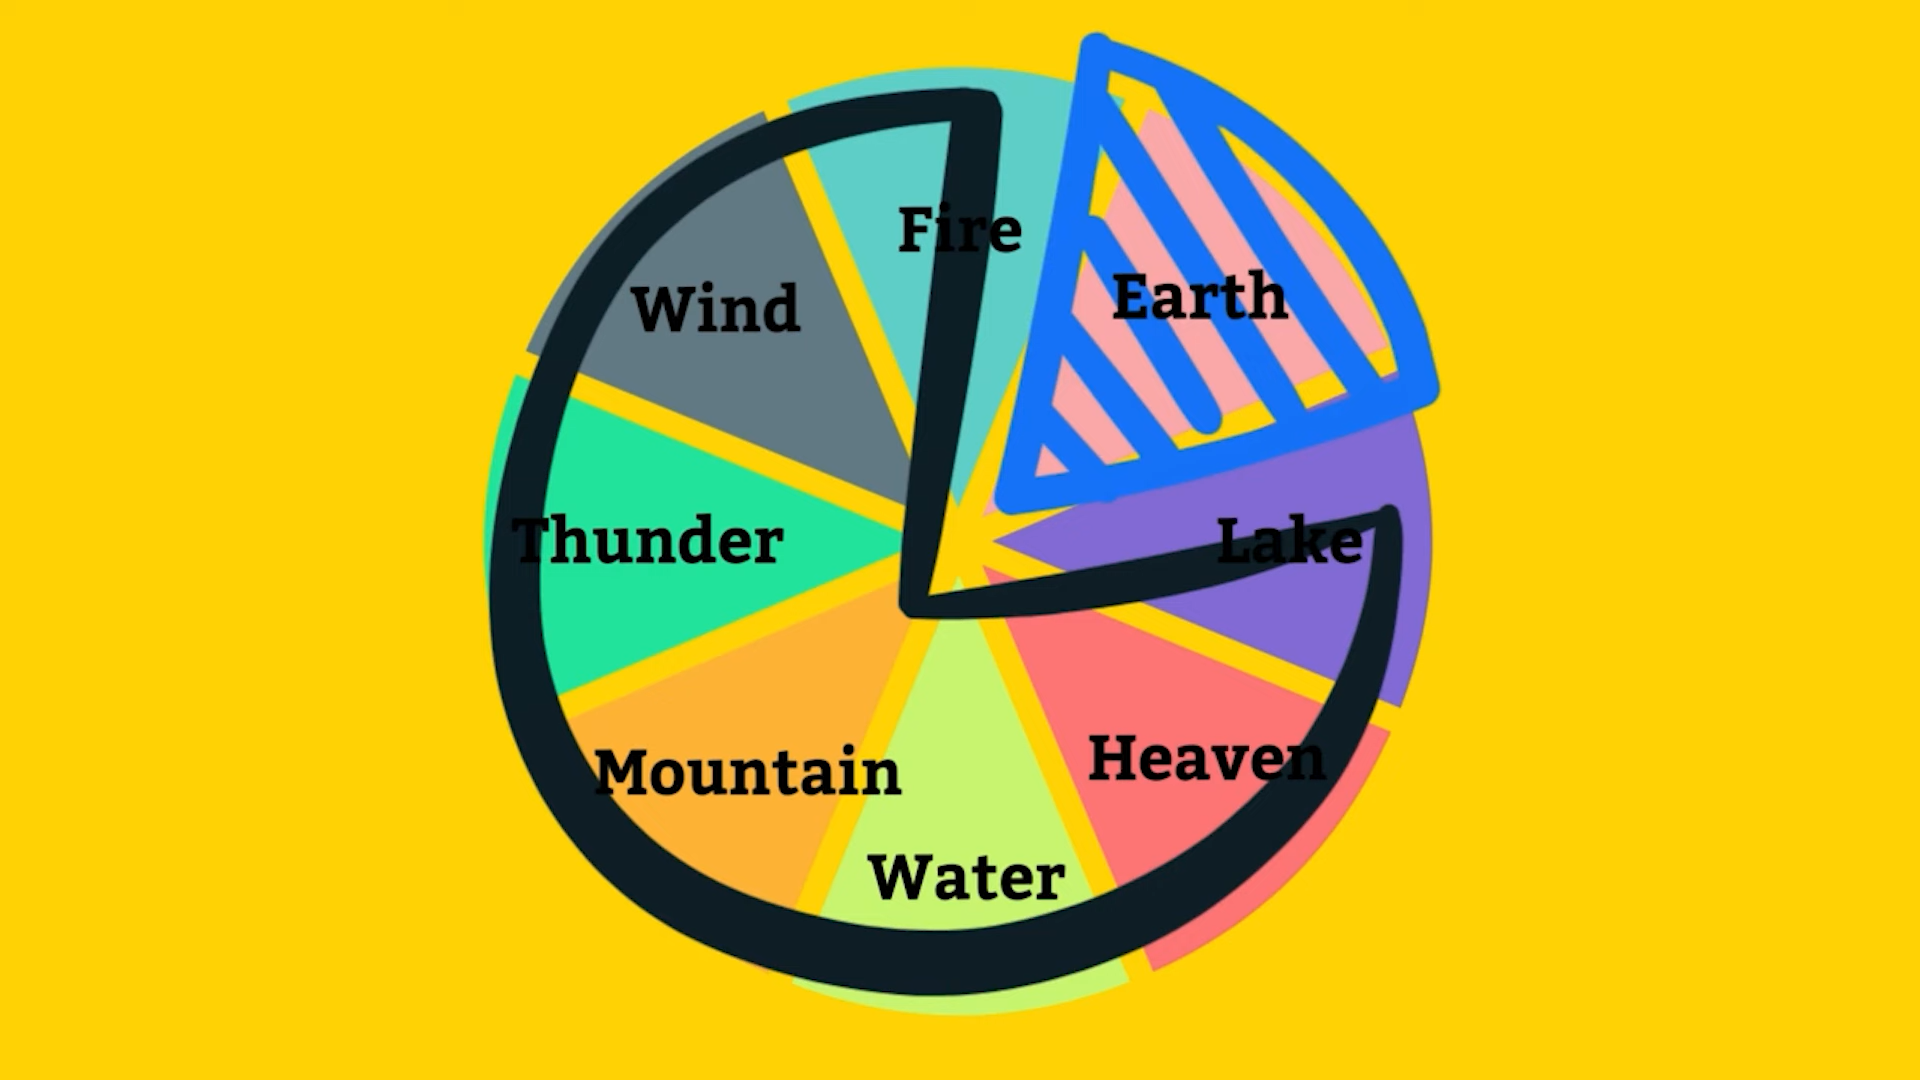 Fire
Earth
Wind
Thunder
Lake
Mountain
Heaven
Water